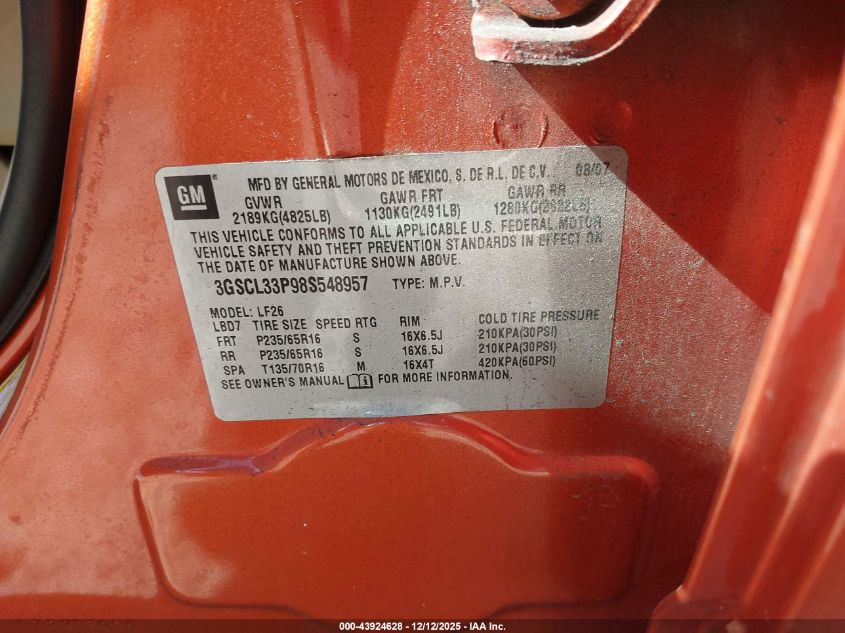 GM®
MFD BY GENERAL MOTORS DE MEXICO, S. DE R.L. DE C.V. 08/07
GVWR GAWR FRT GAWR RR
2189KG(4825LB) 1130KG(2491LB)
THIS VEHICLE CONFORMS TO ALL APPLICABLE U.S. FEDERAL MOTOR
VEHICLE SAFETY AND THEFT PREVENTION STANDARDS IN EFFECT ON
THE DATE OF MANUFACTURE SHOWN ABOVE.
3GSCL33P98S548957 TYPE: M.P.V.
MODEL: LF26
LBD7 TIRE SIZE SPEED RTG RIM COLD TIRE PRESSURE
FRT P235/65R16 S 16X6.5J 210KPA(30PSI)
RR P235/65R16 S 16X6.5J 210KPA(30PSI)
SPA T135/70R16 M 16X4T 420KPA(60PSI)
SEE OWNER'S MANUAL FOR MORE INFORMATION.
000-43924628 - 12/12/2025 - IAA Inc.